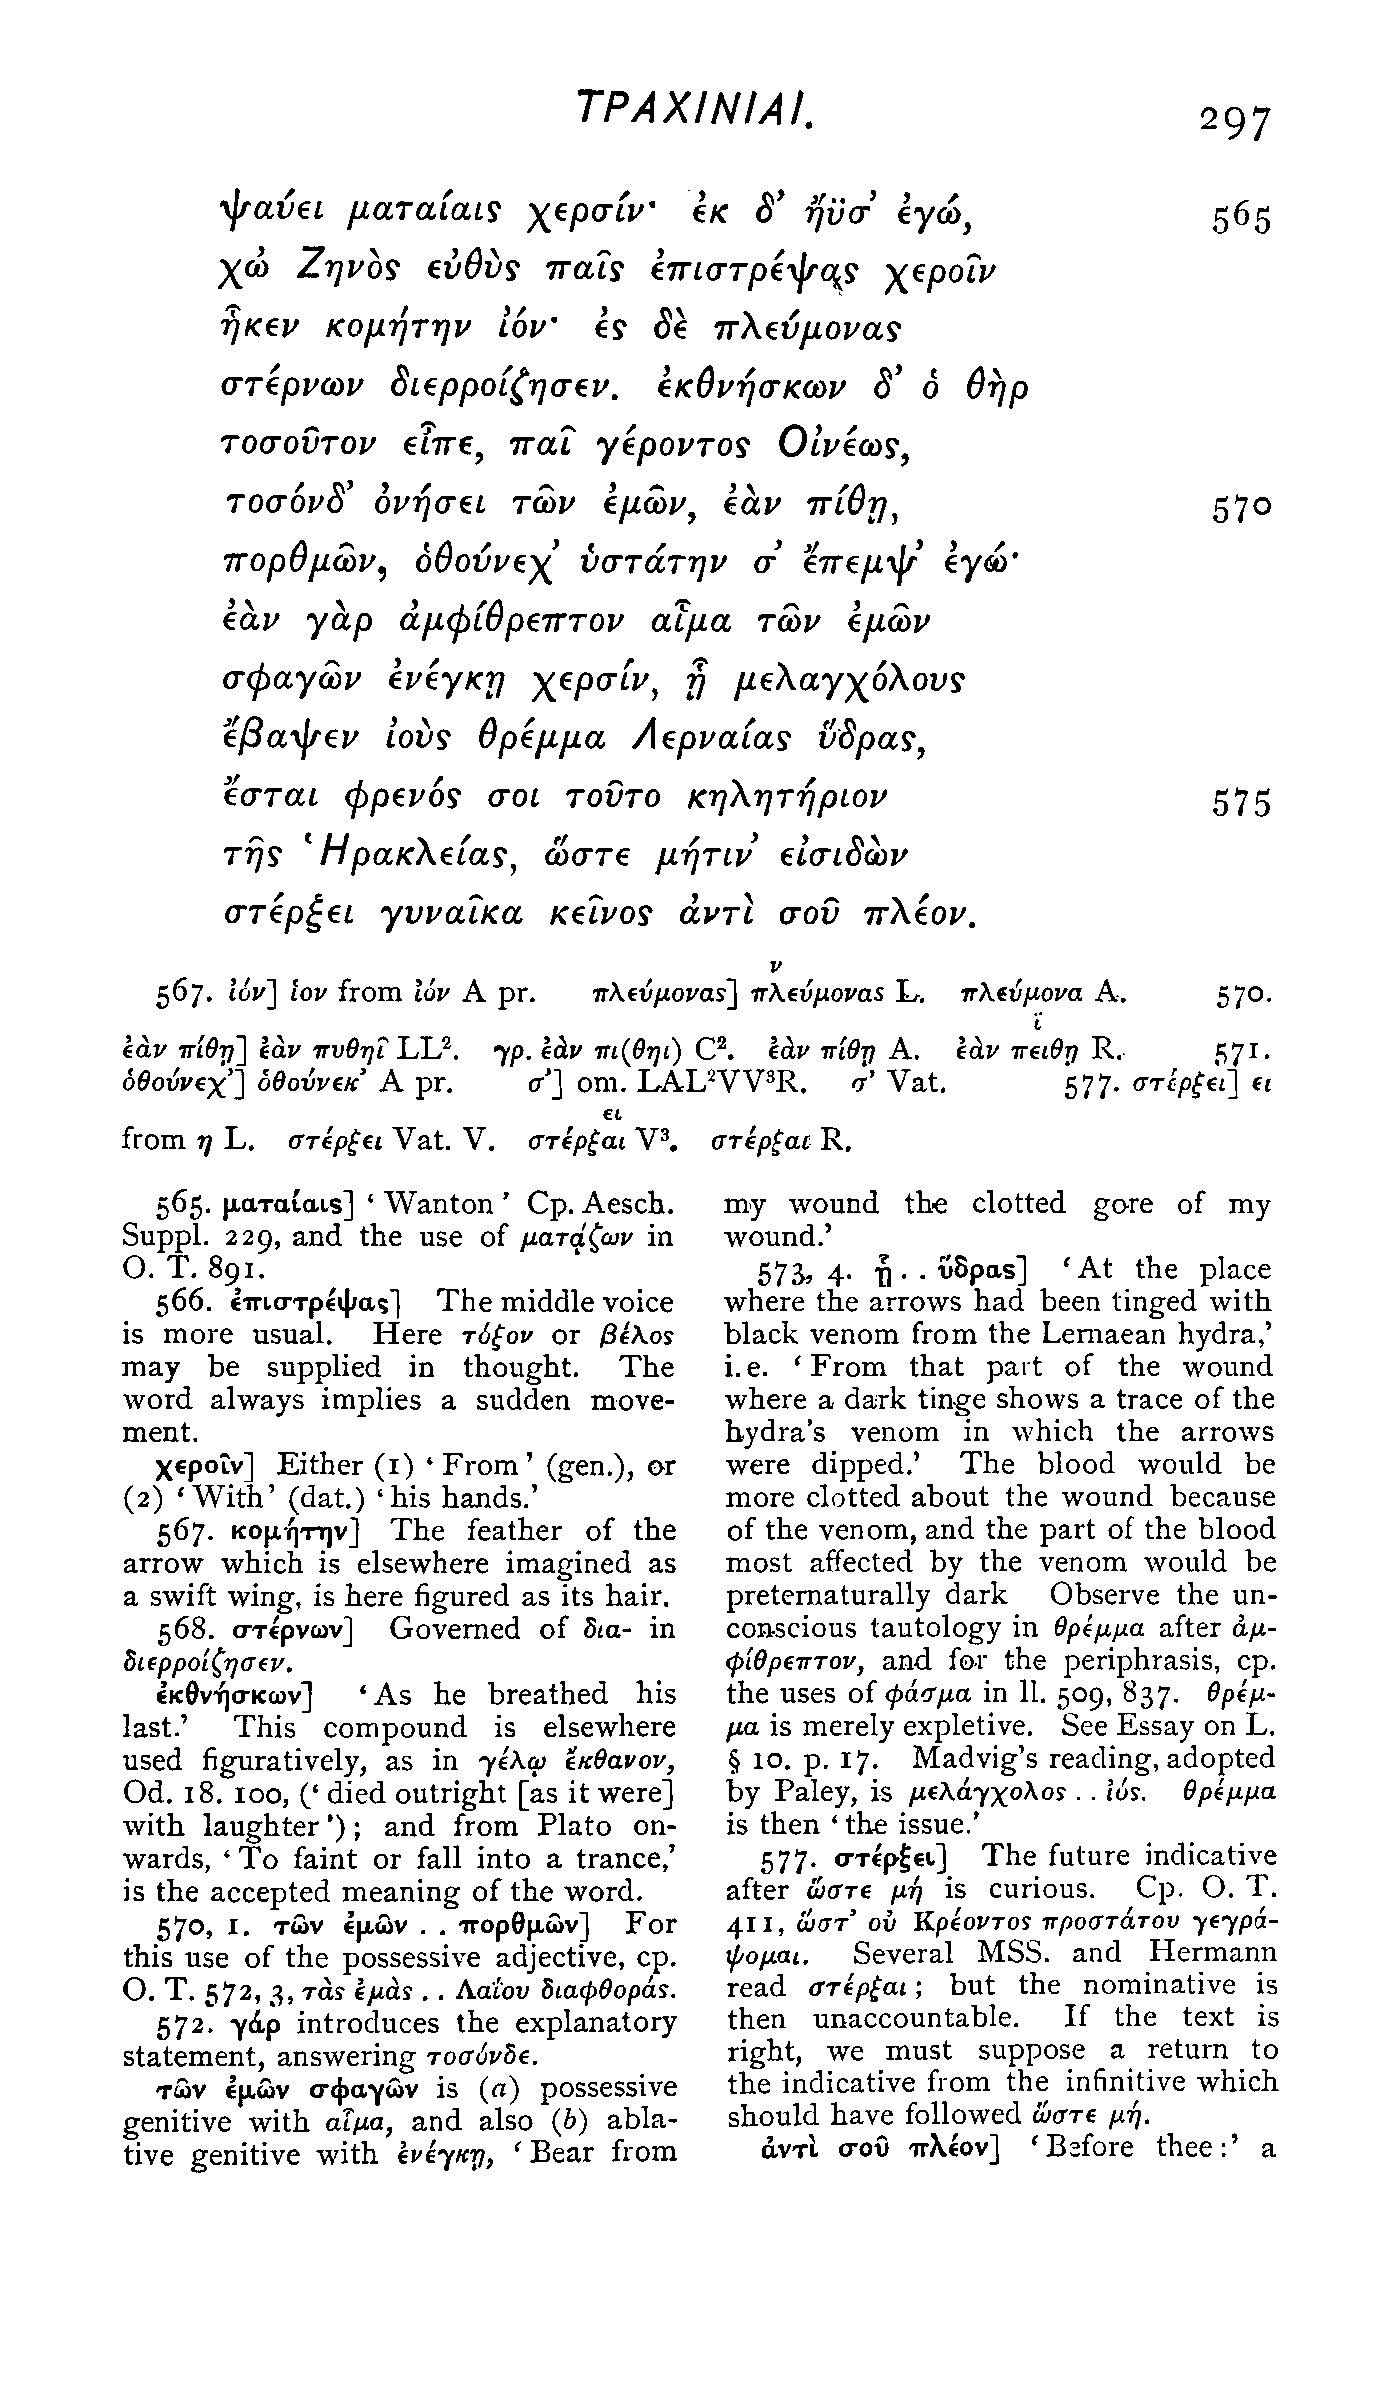 ΤΡΑΧΙΝΙΑΙ.
297
ψαύει ματαίαις χερσίν· ἐκ δ’ ἤϋσ’ ἐγώ, 565
χὠ Ζηνὸς εὐθὺς παῖς ἐπιστρέψας χεροῖν
ἧκεν κομήτην ἰόν· ἐς δὲ πλεύμονας
στέρνων διερροίζησεν. ἐκθνήσκων δ’ ὁ θὴρ
τοσοῦτον εἶπε, παῖ γέροντος Οἰνέως,
τοσόνδ’ ὀνήσει τῶν ἐμῶν, ἐὰν πίθῃ, 570
πορθμῶν, ὁθούνεχ’ ὑστάτην σ’ ἔπεμψ’ ἐγώ·
ἐὰν γὰρ ἀμφίθρεπτον αἷμα τῶν ἐμῶν
σφαγῶν ἐνέγκῃ χερσίν, ᾗ μελαγχόλους
ἔβαψεν ἰοὺς θρέμμα Λερναίας ὕδρας,
ἔσται φρενός σοι τοῦτο κηλητήριον 575
τῆς Ἡρακλείας, ὥστε μήτιν’ εἰσιδὼν
στέρξει γυναῖκα κεῖνος ἀντὶ σοῦ πλέον.
ν
567. ἰόν] ἱον from ἰόν A pr. πλεύμονας] πλεύμονας L. πλεύμονα A. 570.
ϊ
ἐὰν πίθῃ] ἐὰν πυθηῖ LL². γρ. ἐὰν πι(θηι) C². ἐὰν πίθῃ A. ἐὰν πειθῃ R. 571.
ὁθούνεχ’] ὁθούνεκ’ A pr. σ’] om. LAL²VV³R. σ’ Vat. 577. στέρξει] ει
ει
from η L. στέρξει Vat. V. στέρξαι V³. στέρξαι R.
565. ματαίαις] ‘Wanton’ Cp. Aesch.
Suppl. 229, and the use of ματᾴζων in
O. T. 891.
566. ἐπιστρέψας] The middle voice
is more usual. Here τόξον or βέλος
may be supplied in thought. The
word always implies a sudden move-
ment.
χεροῖν] Either (1) ‘From’ (gen.), or
(2) ‘With’ (dat.) ‘his hands.’
567. κομήτην] The feather of the
arrow which is elsewhere imagined as
a swift wing, is here figured as its hair.
568. στέρνων] Governed of δια- in
διερροίζησεν.
ἐκθνήσκων] ‘As he breathed his
last.’ This compound is elsewhere
used figuratively, as in γέλῳ ἔκθανον,
Od. 18. 100, (‘died outright [as it were]
with laughter’); and from Plato on-
wards, ‘To faint or fall into a trance,’
is the accepted meaning of the word.
570, 1. τῶν ἐμῶν . . πορθμῶν] For
this use of the possessive adjective, cp.
O. T. 572, 3, τὰς ἐμὰς . . Λαΐου διαφθοράς.
572. γάρ introduces the explanatory
statement, answering τοσόνδε.
τῶν ἐμῶν σφαγῶν is (a) possessive
genitive with αἷμα, and also (b) abla-
tive genitive with ἐνέγκῃ, ‘Bear from
my wound the clotted gore of my
wound.’
573, 4. ᾗ . . ὕδρας] ‘At the place
where the arrows had been tinged with
black venom from the Lernaean hydra,’
i.e. ‘From that part of the wound
where a dark tinge shows a trace of the
hydra’s venom in which the arrows
were dipped.’ The blood would be
more clotted about the wound because
of the venom, and the part of the blood
most affected by the venom would be
preternaturally dark Observe the un-
conscious tautology in θρέμμα after ἀμ-
φίθρεπτον, and for the periphrasis, cp.
the uses of φάσμα in ll. 509, 837. θρέμ-
μα is merely expletive. See Essay on L.
§ 10. p. 17. Madvig’s reading, adopted
by Paley, is μελάγχολος . . ἰός. θρέμμα
is then ‘the issue.’
577. στέρξει] The future indicative
after ὥστε μή is curious. Cp. O. T.
411, ὥστ’ οὐ Κρέοντος προστάτου γεγρά-
ψομαι. Several MSS. and Hermann
read στέρξαι; but the nominative is
then unaccountable. If the text is
right, we must suppose a return to
the indicative from the infinitive which
should have followed ὥστε μή.
ἀντὶ σοῦ πλέον] ‘Before thee:’ a